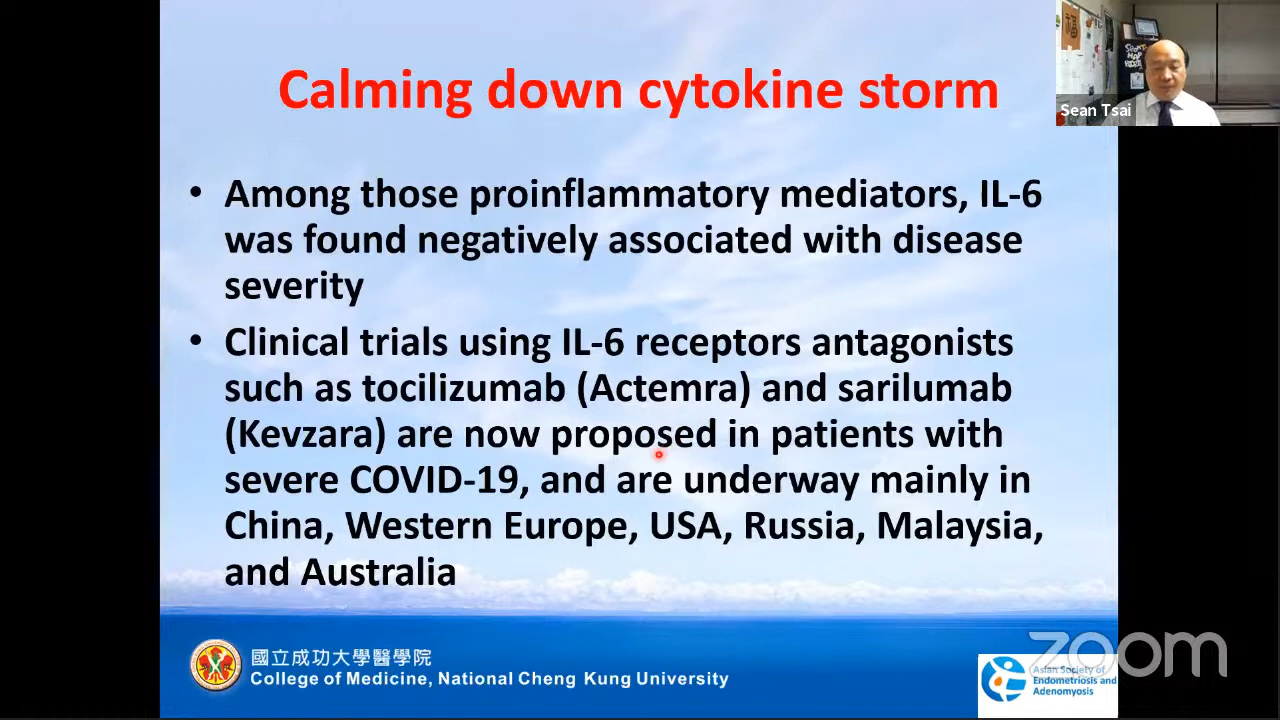 Calming down cytokine storm
Sean Tsai
• Among those proinflammatory mediators, IL-6
was found negatively associated with disease
severity
• Clinical trials using IL-6 receptors antagonists
such as tocilizumab (Actemra) and sarilumab
(Kevzara) are now proposed in patients with
severe COVID-19, and are underway mainly in
China, Western Europe, USA, Russia, Malaysia,
and Australia
國立成功大學醫學院
College of Medicine, National Cheng Kung University
zoom
Asian Society of
Endometriosis and
Adenomyosis